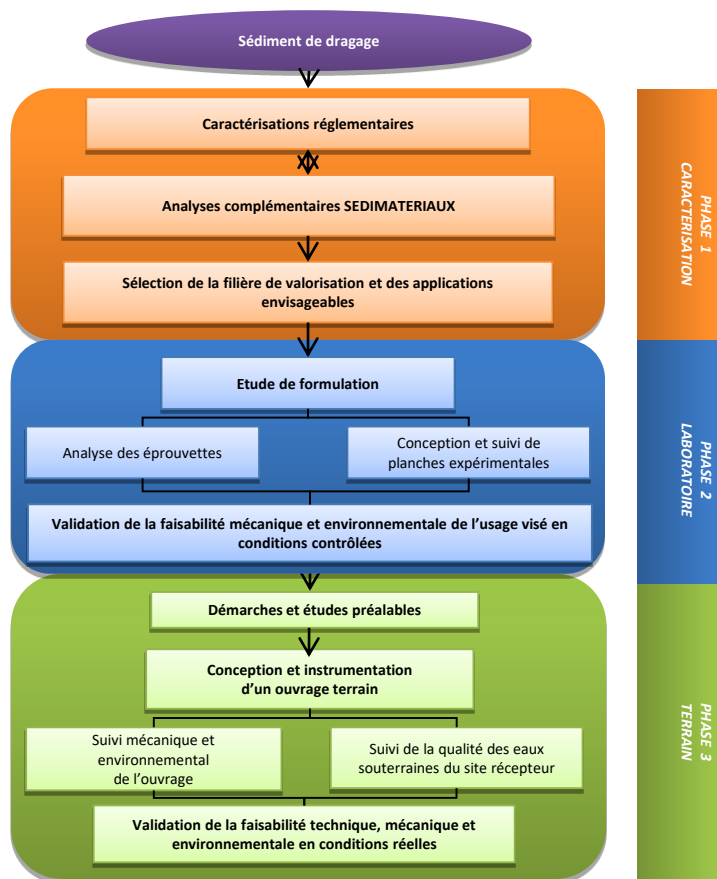 Sédiment de dragage
Caractérisations réglementaires
Analyses complémentaires SEDIMATERIAUX
Sélection de la filière de valorisation et des applications
envisageables
PHASE 1
CARACTERISATION
Etude de formulation
Analyse des éprouvettes
Conception et suivi de
planches expérimentales
Validation de la faisabilité mécanique et environnementale de l'usage visé en
conditions contrôlées
PHASE 2
LABORATOIRE
Démarches et études préalables
Conception et instrumentation
d'un ouvrage terrain
Suivi mécanique et
environnemental
de l'ouvrage
Suivi de la qualité des eaux
souterraines du site récepteur
Validation de la faisabilité technique, mécanique et
environnementale en conditions réelles
PHASE 3
TERRAIN